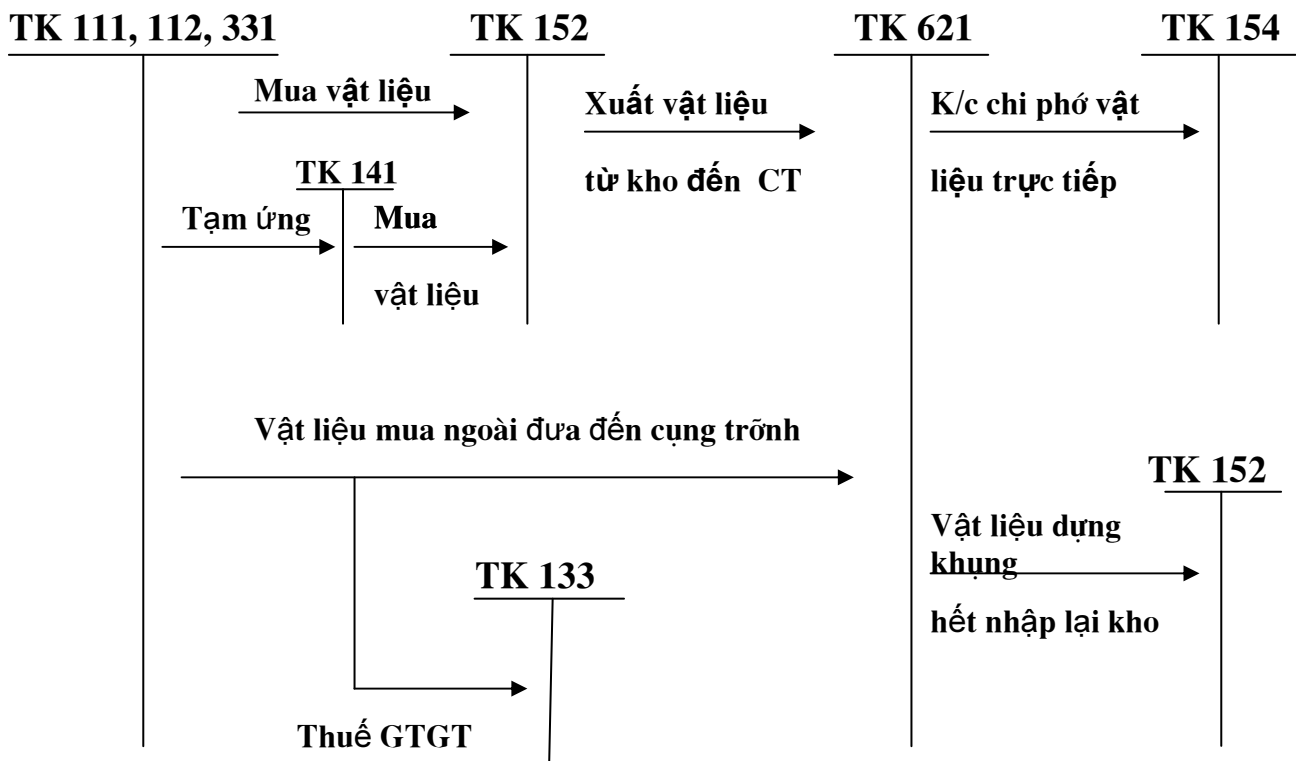 TK 111, 112, 331
TK 152
TK 621
TK 154
Mua vật liệu
Xuất vật liệu
từ kho đến CT
K/c chi phớ vật
liệu trực tiếp
TK 141
Tạm ứng
Mua
vật liệu
Vật liệu mua ngoài đưa đến cụng trỡnh
TK 152
Vật liệu dựng
khụng
hết nhập lại kho
TK 133
Thuế GTGT